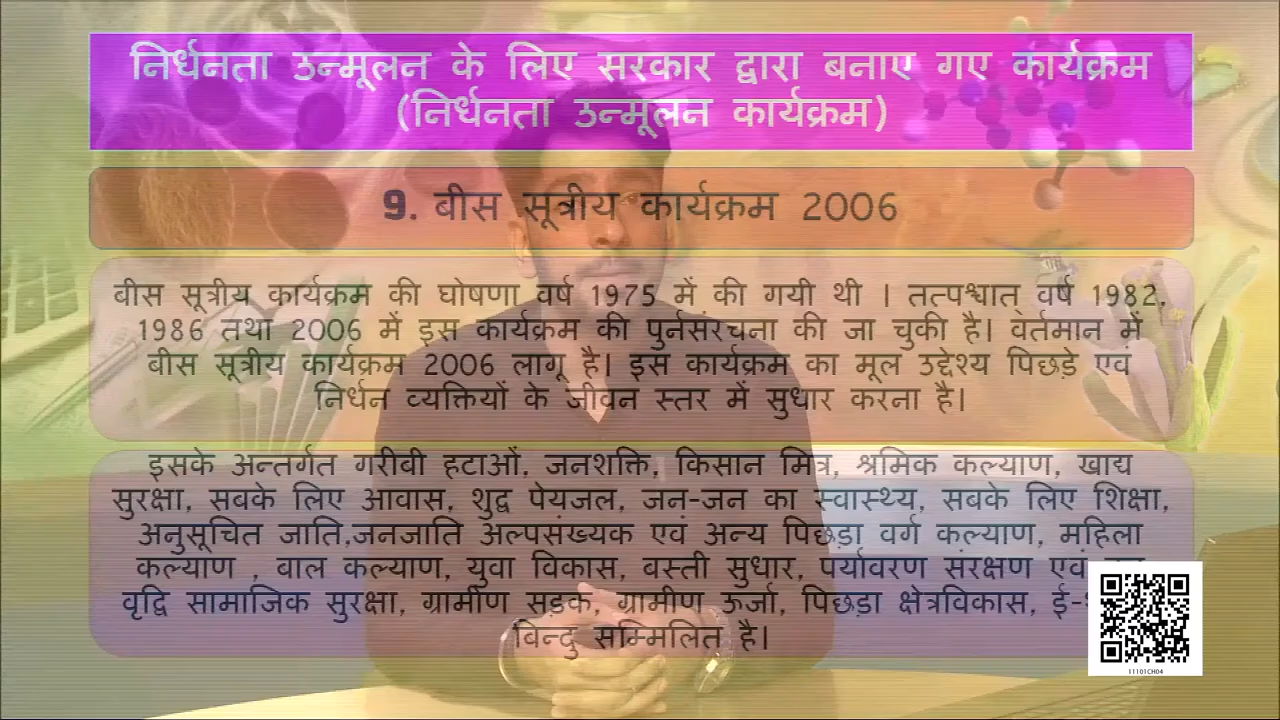 निर्धनता उन्मूलन के लिए सरकार द्वारा बनाए गए कार्यक्रम
(निर्धनता उन्मूलन कार्यक्रम)
9. बीस सूत्रीय कार्यक्रम 2006
बीस सूत्रीय कार्यक्रम की घोषणा वर्ष 1975 में की गयी थी । तत्पश्चात् वर्ष 1982,
1986 तथा 2006 में इस कार्यक्रम की पुर्नसंरचना की जा चुकी है। वर्तमान में
बीस सूत्रीय कार्यक्रम 2006 लागू है। इस कार्यक्रम का मूल उद्देश्य पिछड़े एवं
निर्धन व्यक्तियों के जीवन स्तर में सुधार करना है।
इसके अन्तर्गत गरीवी हटाओं, जनशक्ति, किसान मित्र, श्रमिक कल्याण, खाद्य
सुरक्षा, सबके लिए आवास, शुद्व पेयजल, जन-जन का स्वास्थ्य, सबके लिए शिक्षा,
अनुसूचित जाति,जनजाति अल्पसंख्यक एवं अन्य पिछड़ा वर्ग कल्याण, महिला
कल्याण , बाल कल्याण, युवा विकास, बस्ती सुधार, पर्यावरण संरक्षण एवं
वृद्वि सामाजिक सुरक्षा, ग्रामीण सड़क, ग्रामीण ऊर्जा, पिछड़ा क्षेत्रविकास,
विन्दु सम्मिलित है।
11101CH04